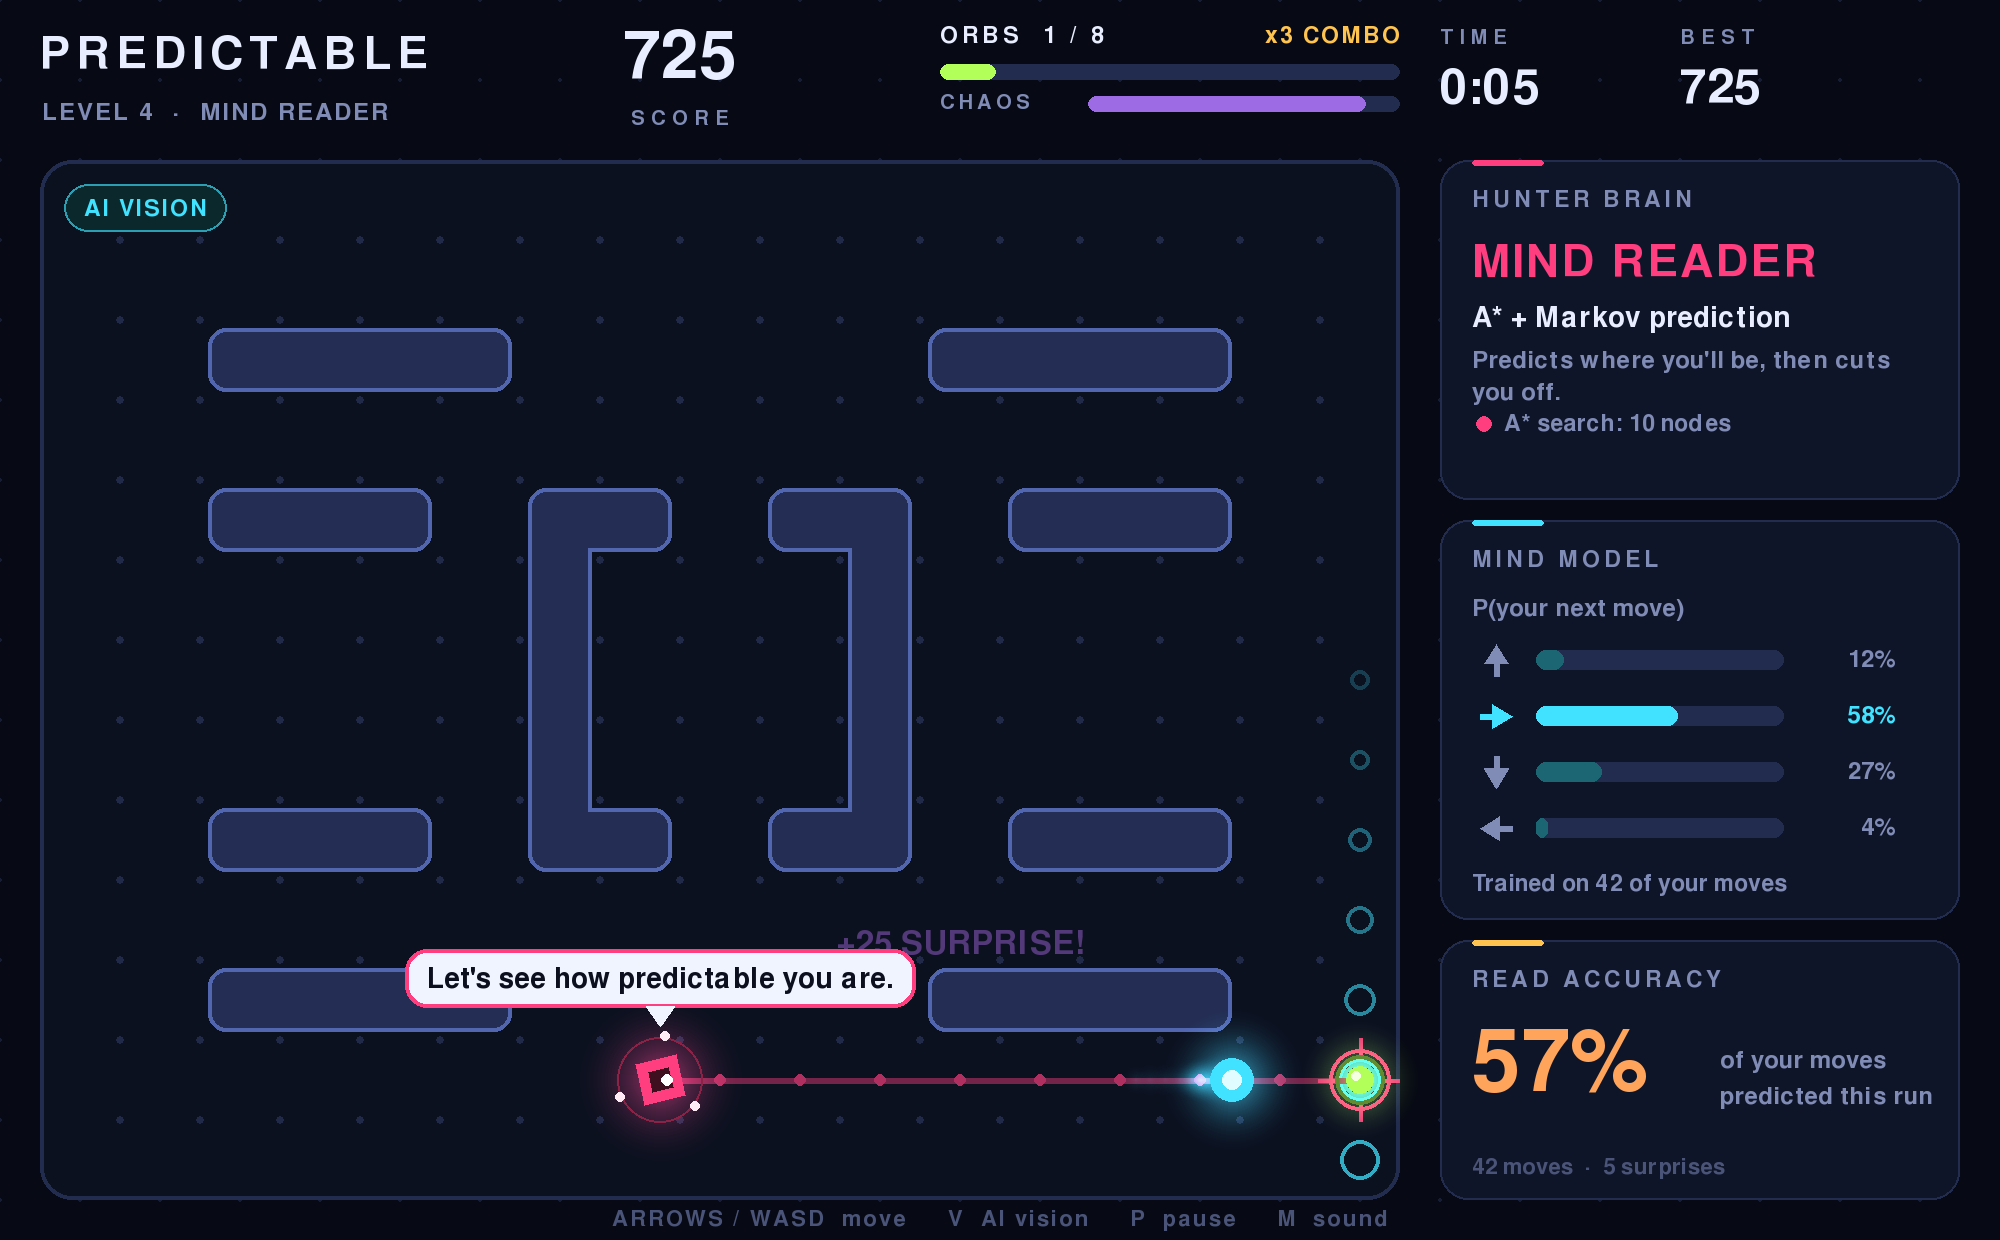 PREDICTABLE
LEVEL 4 · MIND READER
725
SCORE
ORBS 1 / 8
x3 COMBO
CHAOS
TIME
0:05
BEST
725
AI VISION
+25 SURPRISE!
Let's see how predictable you are.
HUNTER BRAIN
MIND READER
A* + Markov prediction
Predicts where you'll be, then cuts
you off.
A* search: 10 nodes
MIND MODEL
P(your next move)
12%
58%
27%
4%
Trained on 42 of your moves
READ ACCURACY
57%
of your moves
predicted this run
42 moves · 5 surprises
ARROWS / WASD move V AI vision P pause M sound